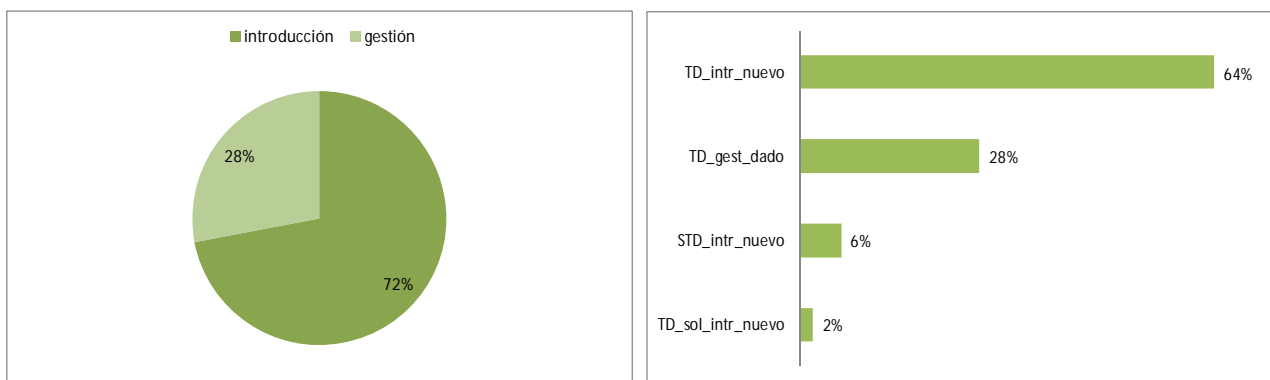 introducción gestión
28%
72%
TD_intr_nuevo 64%
TD_gest_dado 28%
STD_intr_nuevo 6%
TD_sol_intr_nuevo 2%